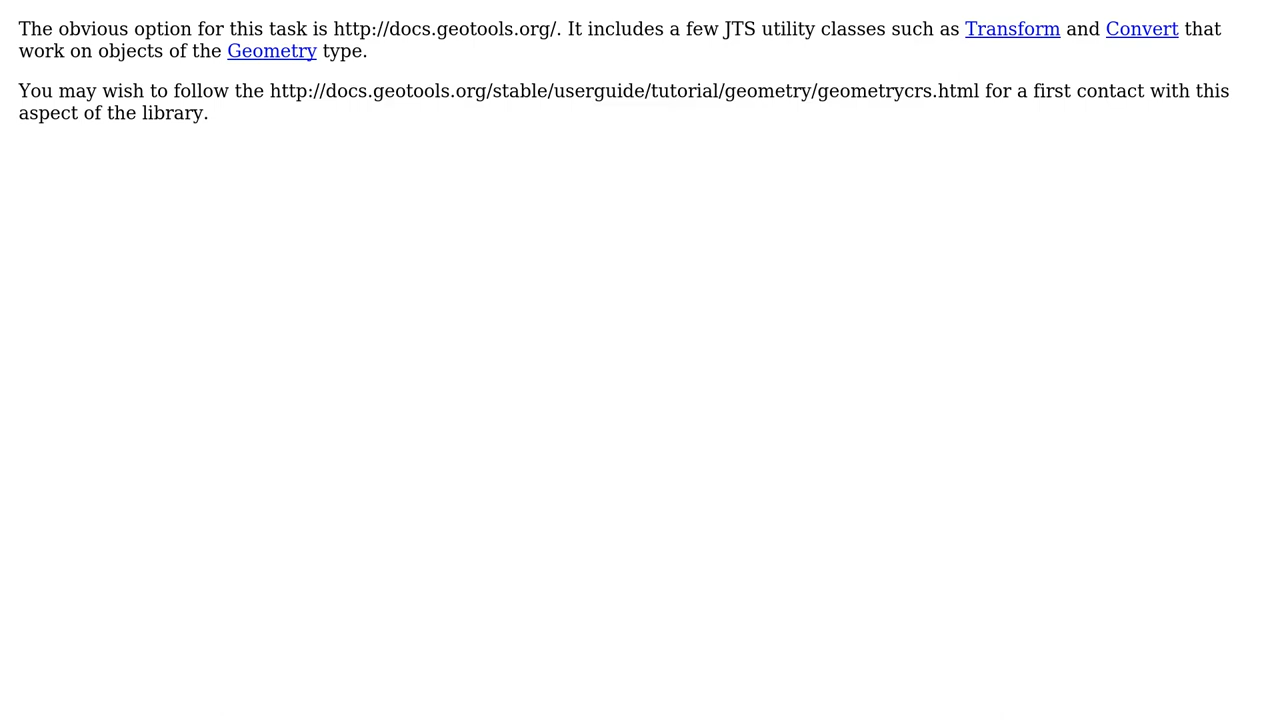 The obvious option for this task is http://docs.geotools.org/. It includes a few JTS utility classes such as Transform and Convert that
work on objects of the Geometry type.
You may wish to follow the http://docs.geotools.org/stable/userguide/tutorial/geometry/geometrycrs.html for a first contact with this
aspect of the library.